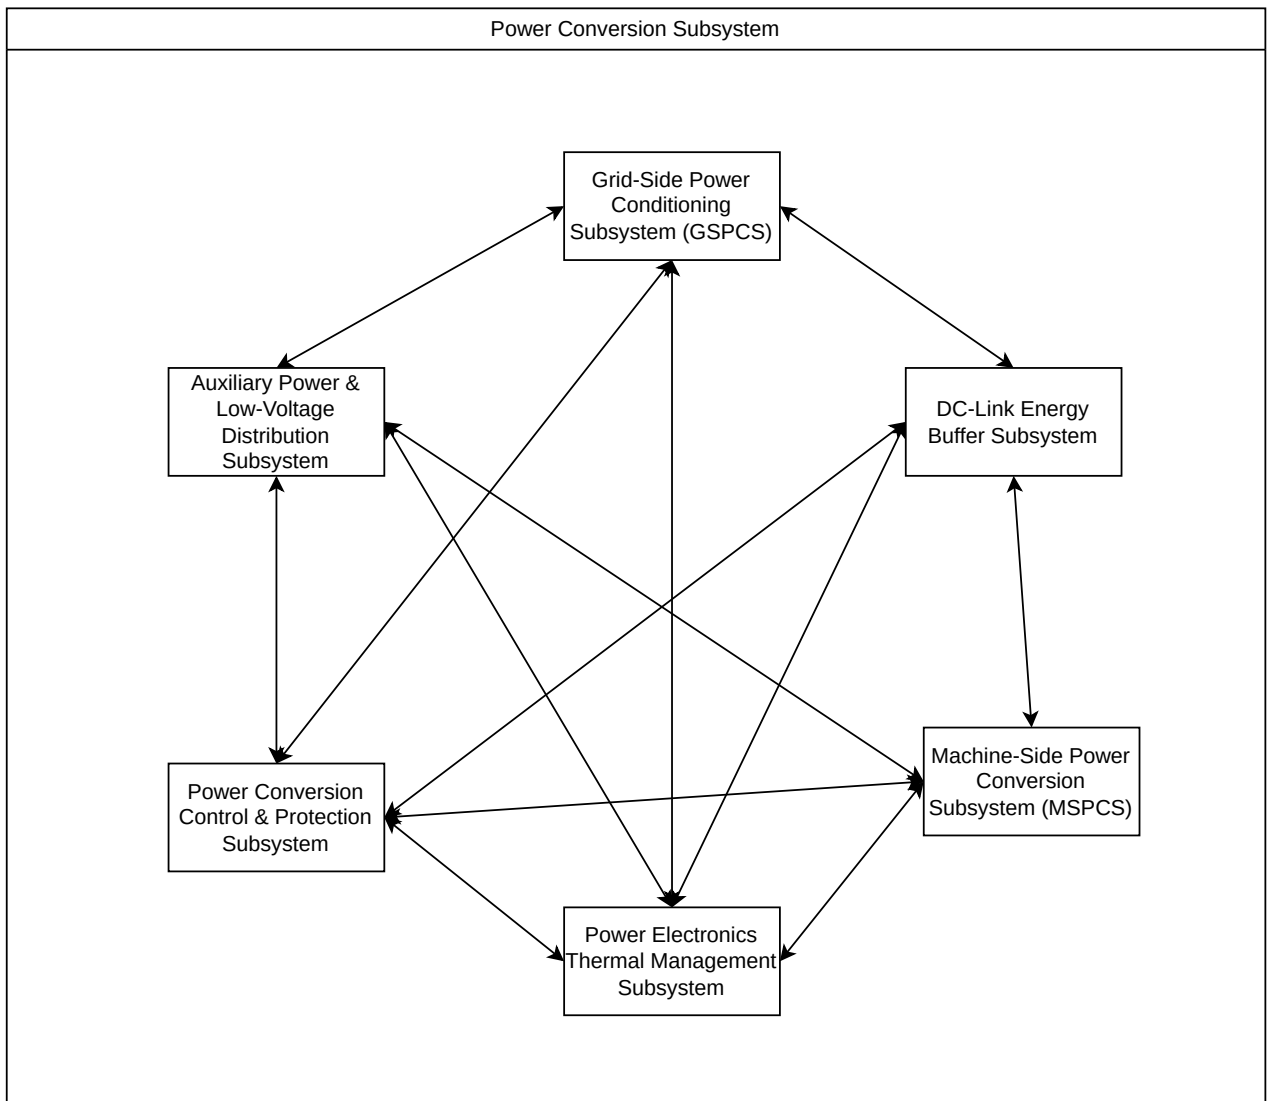 Power Conversion Subsystem
Grid-Side Power
Conditioning
Subsystem (GSPCS)
Auxiliary Power &
Low-Voltage
Distribution
Subsystem
DC-Link Energy
Buffer Subsystem
Power Conversion
Control & Protection
Subsystem
Machine-Side Power
Conversion
Subsystem (MSPCS)
Power Electronics
Thermal Management
Subsystem